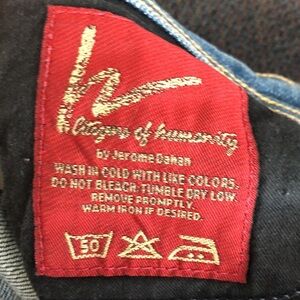 Citizens of humanity
by Jerome Dahan
WASH IN COLD WITH LIKE COLORS.
DO NOT BLEACH. TUMBLE DRY LOW.
REMOVE PROMPTLY.
WARM IRON IF DESIRED.
50